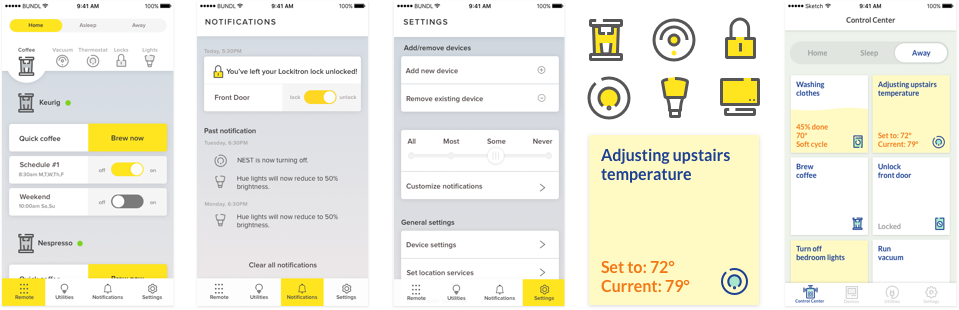 BUNDL
9:41 AM
100%
Home
Asleep
Away
Coffee
Vacuum
Thermostat
Locks
Lights
Keurig
Quick coffee
Brew now
Schedule #1
8:30am M,T,W,Th,F
off
on
Weekend
10:00am Sa,Su
off
on
Nespresso
Quick coffee
Brew now
Remote
Utilities
Notifications
Settings
BUNDL
9:41 AM
100%
NOTIFICATIONS
Today, 5:30PM
You've left your Lockitron lock unlocked!
Front Door
lock
unlock
Past notification
Tuesday, 6:30PM
NEST is now turning off.
Hue lights will now reduce to 50%
brightness.
Monday, 6:30PM
Hue lights will now reduce to 50%
brightness.
Clear all notifications
Remote
Utilities
Notifications
Settings
BUNDL
9:41 AM
100%
SETTINGS
Add/remove devices
Add new device
Remove existing device
All
Most
Some
Never
Customize notifications
General settings
Device settings
Set location services
Remote
Utilities
Notifications
Settings
Adjusting upstairs
temperature
Set to: 72°
Current: 79°
Sketch
9:41 AM
100%
Control Center
Home
Sleep
Away
Washing
clothes
45% done
70°
Soft cycle
Adjusting upstairs
temperature
Set to: 72°
Current: 79°
Brew
coffee
Unlock
front door
Locked
Turn off
bedroom lights
Run
vacuum
Control Center
Utilities
Settings